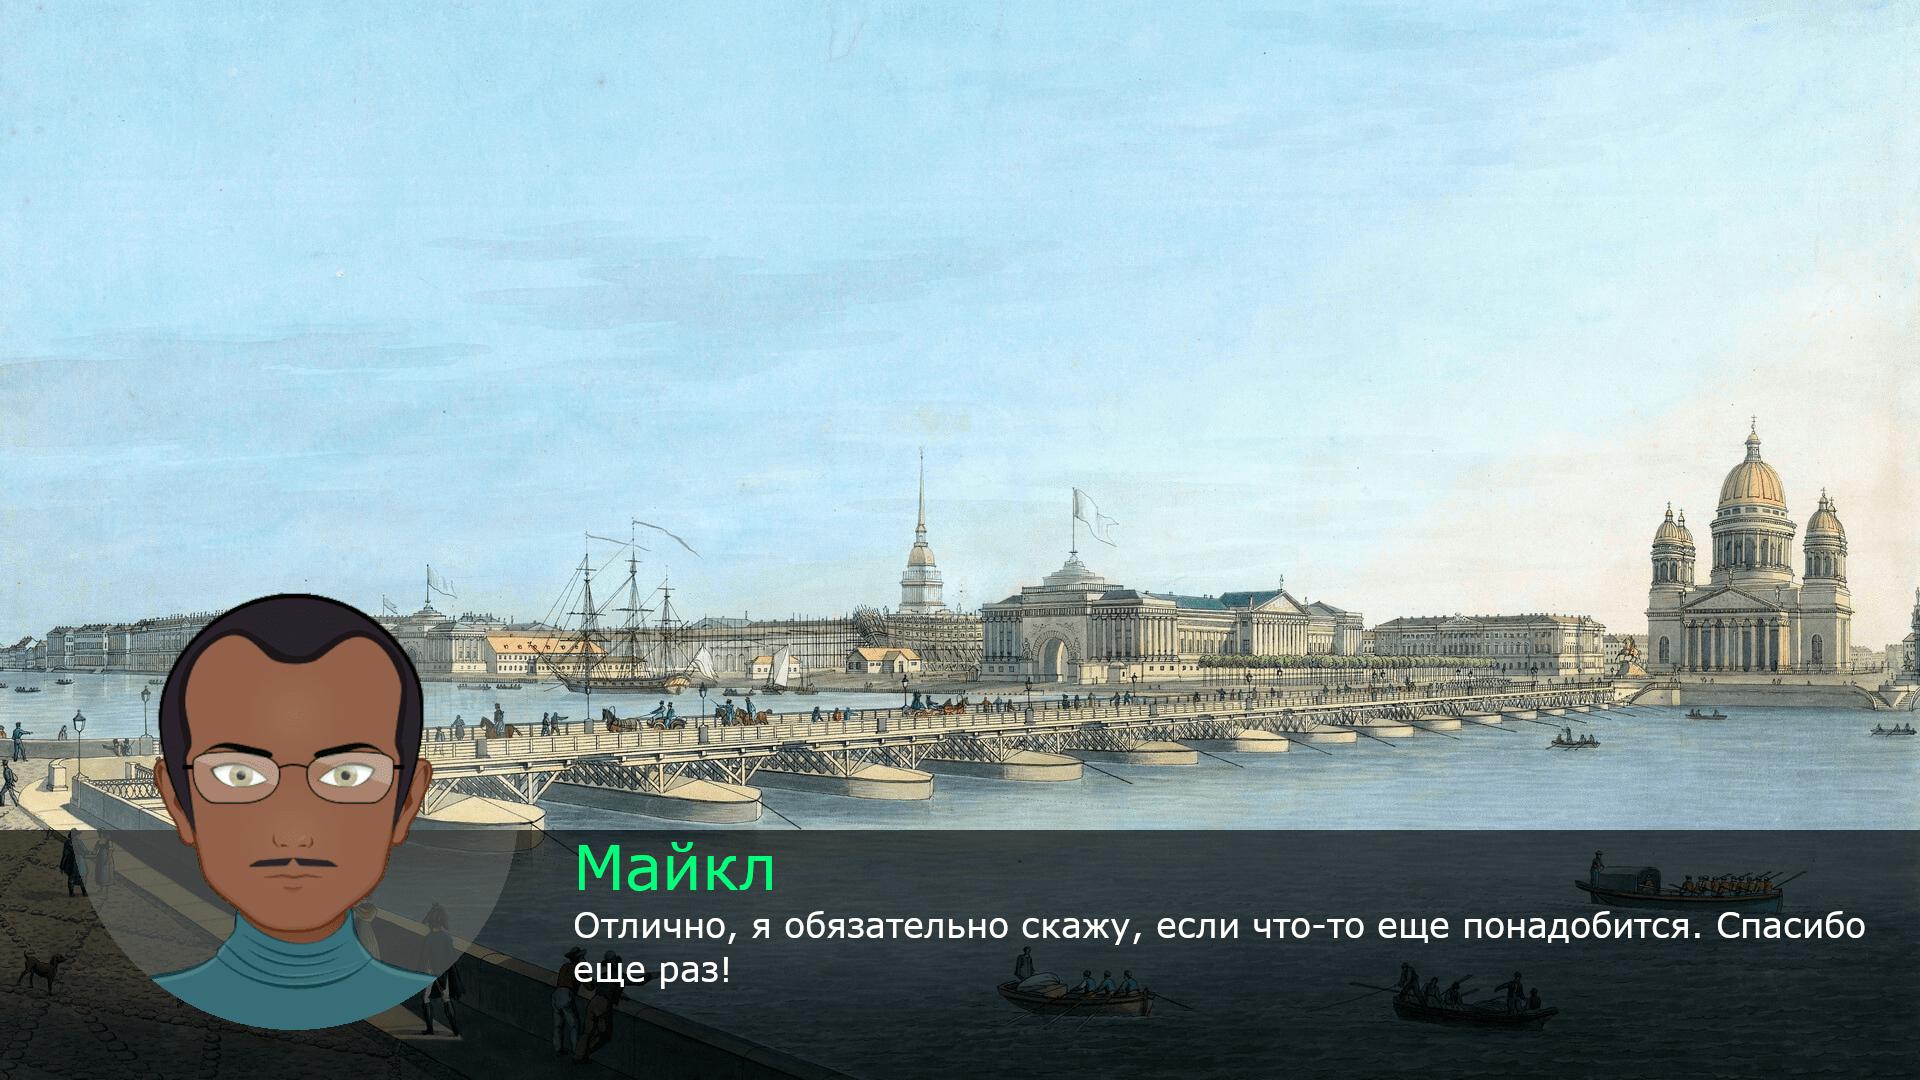 Майкл
Отлично, я обязательно скажу, если что-то еще понадобится. Спасибо
еще раз!